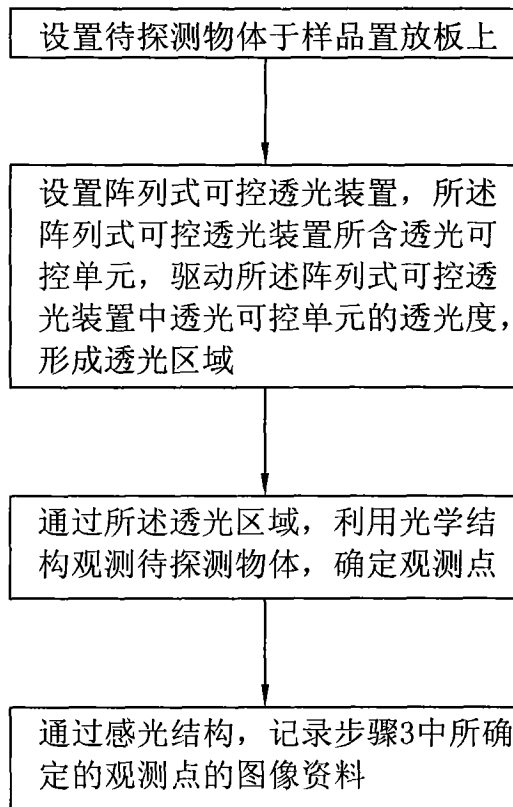 设置待探测物体于样品置放板上
设置阵列式可控透光装置，所述
阵列式可控透光装置所含透光可
控单元，驱动所述阵列式可控透
光装置中透光可控单元的透光度，
形成透光区域
通过所述透光区域，利用光学结
构观测待探测物体，确定观测点
通过感光结构，记录步骤3中所确
定的观测点的图像资料